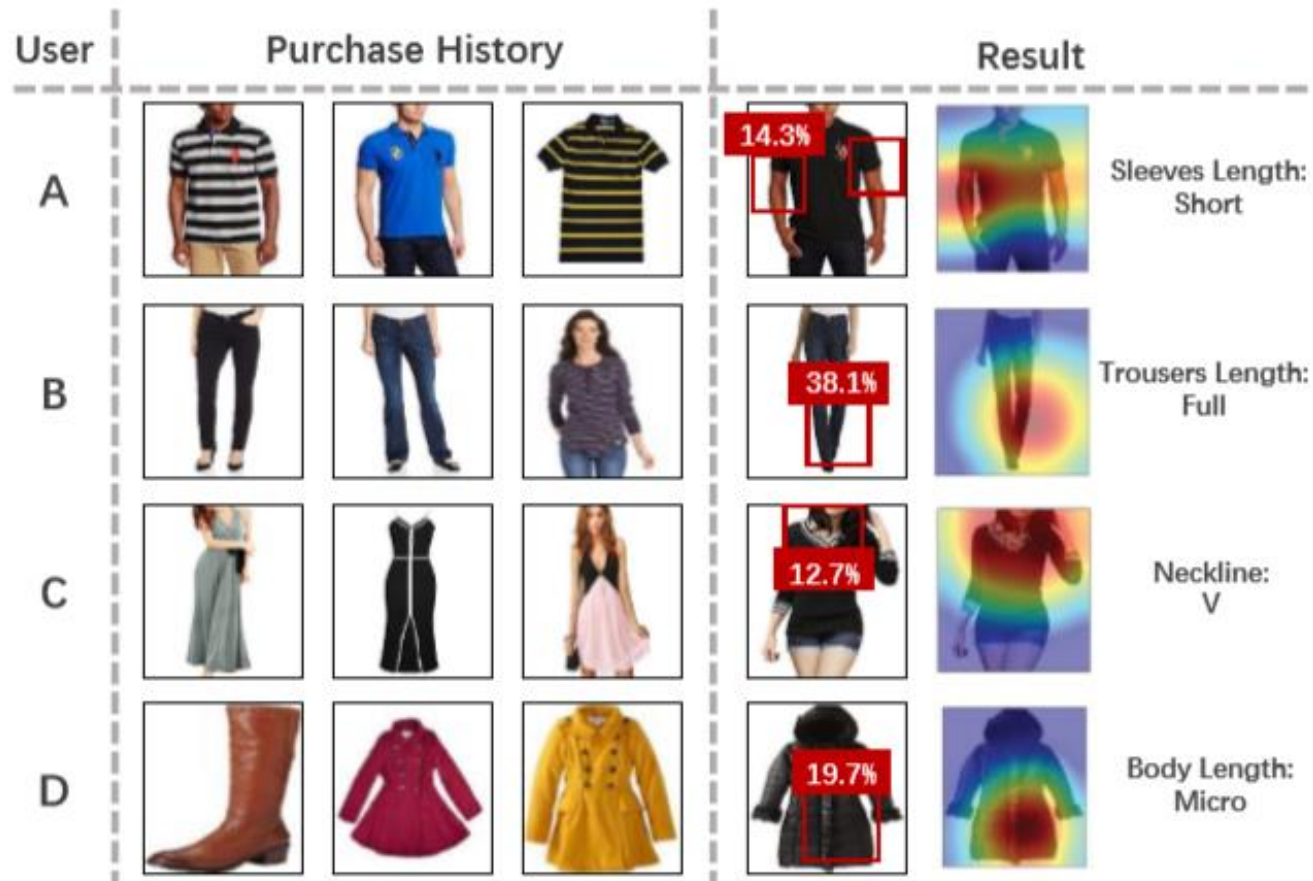 User Purchase History Result
A 14.3% Sleeves Length:
Short
B 38.1% Trousers Length:
Full
C 12.7% Neckline:
V
D 19.7% Body Length:
Micro